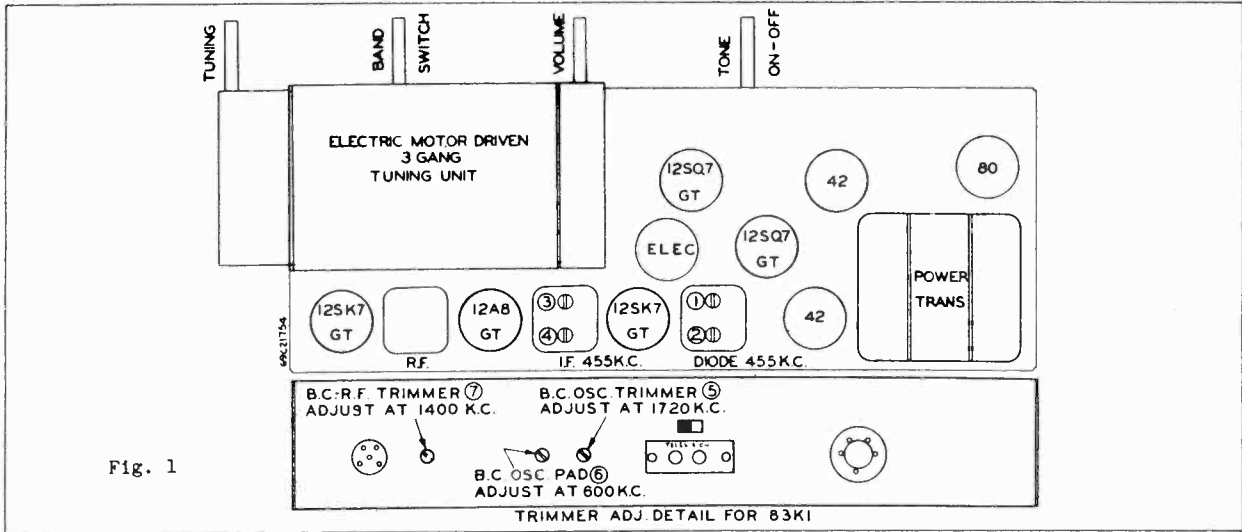 TUNING
BAND
SWITCH
VOLUME
TONE
ON-OFF
ELECTRIC MOTOR DRIVEN
3 GANG
TUNING UNIT
12SQ7
GT
42
80
ELEC
12SQ7
GT
POWER
TRANS
12SK7
GT
12A8
GT
③
④
12SK7
GT
①
②
42
69C21754
R.F.
I.F. 455K.C.
DIODE 455K.C.
B.C.-R.F. TRIMMER ⑦
ADJUST AT 1400 K.C.
B.C. OSC. TRIMMER ⑤
ADJUST AT 1720 K.C.
B.C. OSC. PAD ⑥
ADJUST AT 600K.C.
Fig. 1
TRIMMER ADJ. DETAIL FOR 83K1